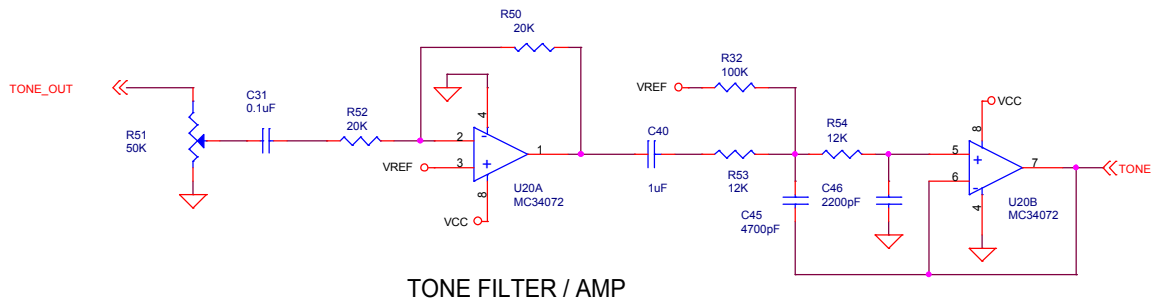 R50
20K
R32
100K
TONE_OUT
C31
0.1uF
R52
20K
R51
50K
VREF
VCC
R54
12K
C40
1uF
R53
12K
4
2
-
3
+
1
8
VREF
VCC
U20A
MC34072
C46
2200pF
C45
4700pF
8
5
+
6
-
7
4
U20B
MC34072
TONE
TONE FILTER / AMP